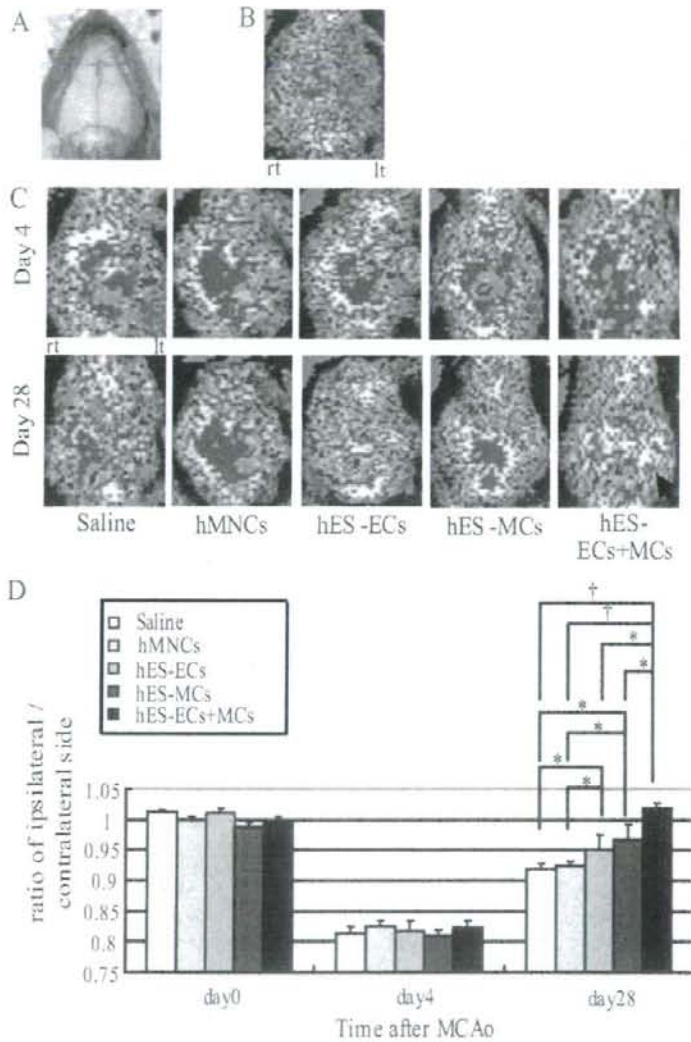 A
B
rt lt
C
Day 4
rt lt
Day 28
Saline hMNCs hES -ECs hES -MCs hES-
ECs+MCs
D
Saline
hMNCs
hES-ECs
hES-MCs
hES-ECs+MCs
†
†
*
*
*
*
*
*
ratio of ipsilateral /
contralateral side
1.05
1
0.95
0.9
0.85
0.8
0.75
day0 day4 day28
Time after MCAo